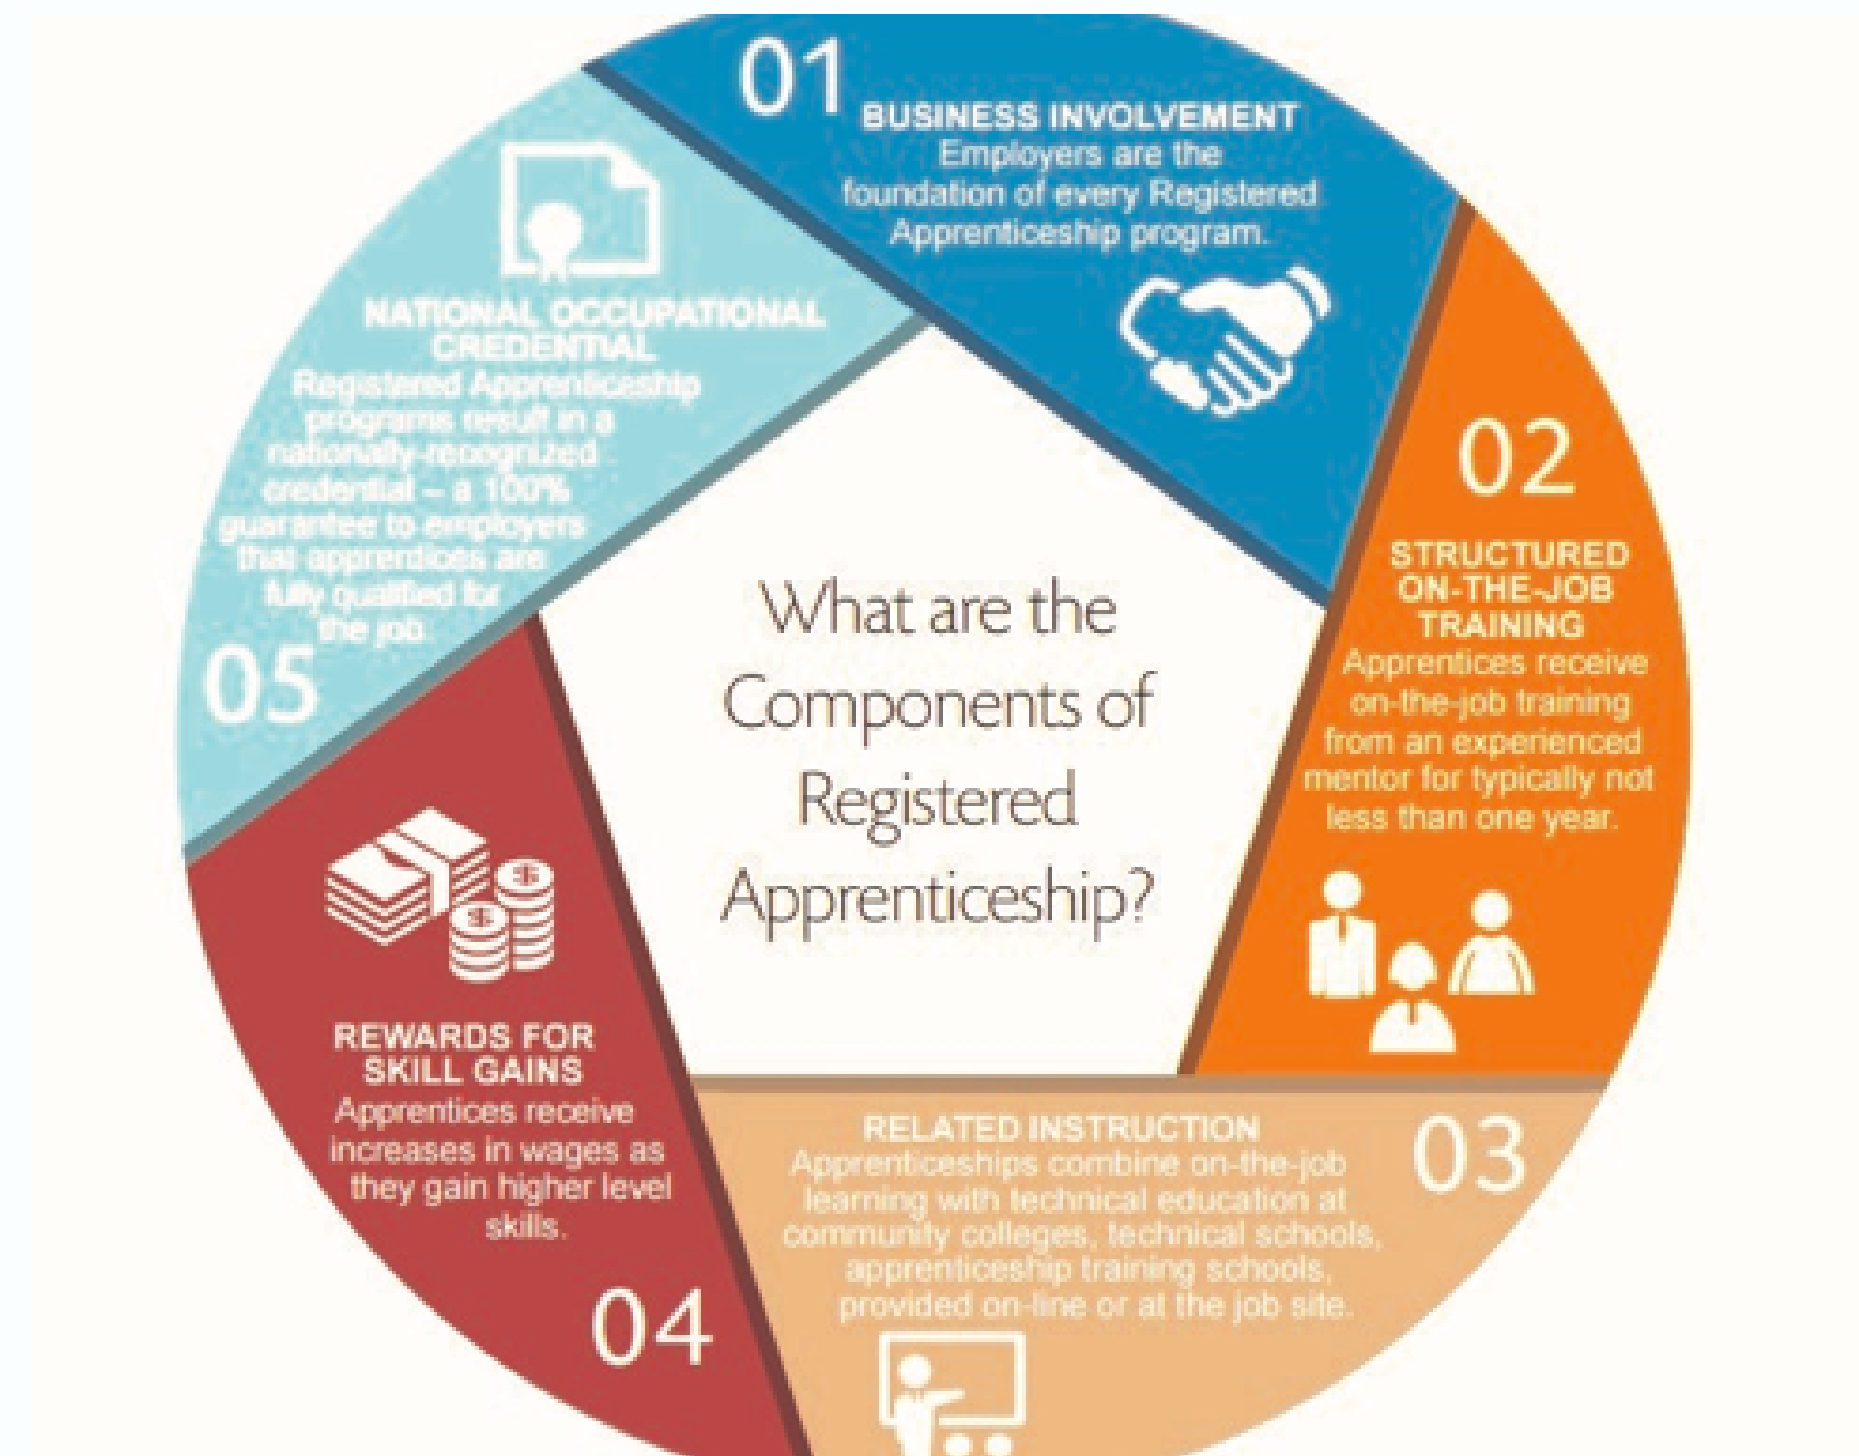 What are the
Components of
Registered
Apprenticeship?
01
BUSINESS INVOLVEMENT
Employers are the
foundation of every Registered
Apprenticeship program.
02
STRUCTURED
ON-THE-JOB
TRAINING
Apprentices receive
on-the-job training
from an experienced
mentor for typically not
less than one year.
03
RELATED INSTRUCTION
Apprenticeships combine on-the-job
learning with technical education at
community colleges, technical schools,
apprenticeship training schools,
provided on-line or at the job site.
04
$
$
REWARDS FOR
SKILL GAINS
Apprentices receive
increases in wages as
they gain higher level
skills.
05
NATIONAL OCCUPATIONAL
CREDENTIAL
Registered Apprenticeship
programs result in a
nationally-recognized
credential – a 100%
guarantee to employers
that apprentices are
fully qualified for
the job.